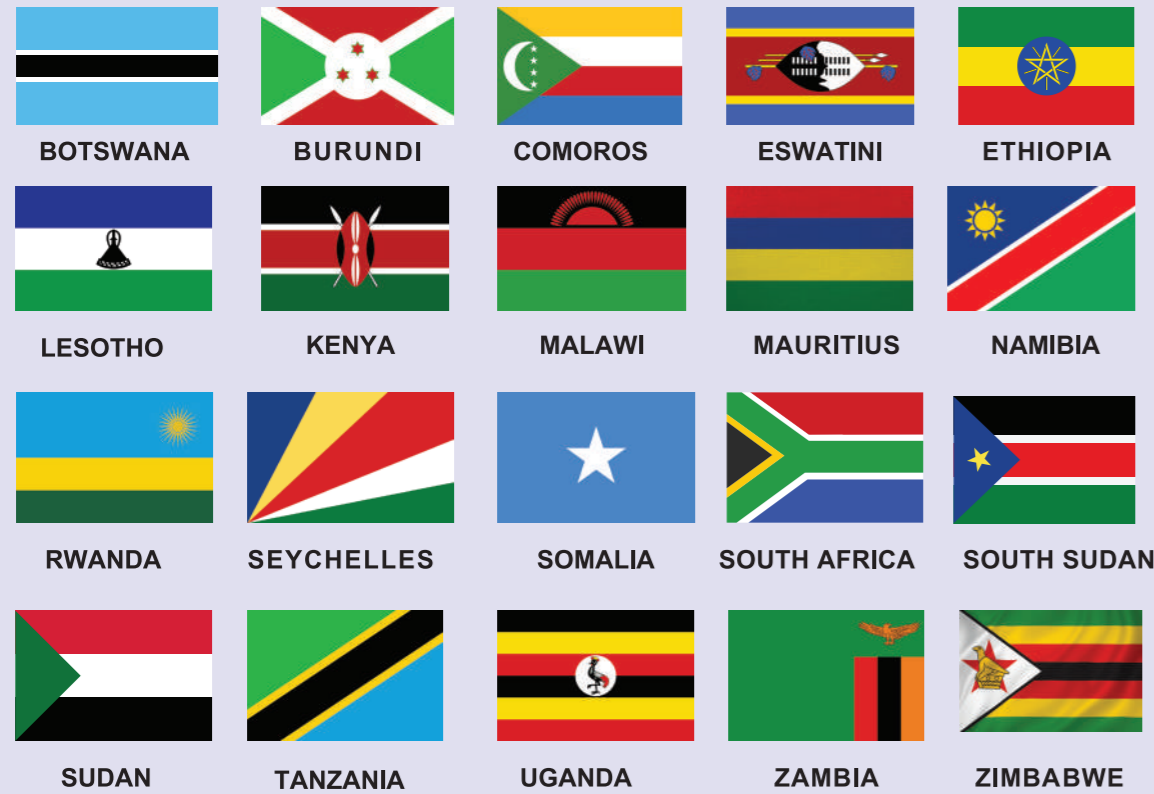 BOTSWANA
BURUNDI
COMOROS
ESWATINI
ETHIOPIA
LESOTHO
KENYA
MALAWI
MAURITIUS
NAMIBIA
RWANDA
SEYCHELLES
SOMALIA
SOUTH AFRICA
SOUTH SUDAN
SUDAN
TANZANIA
UGANDA
ZAMBIA
ZIMBABWE